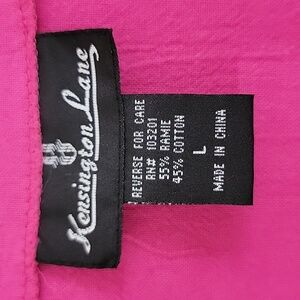 Kensington Lane
REVERSE FOR CARE
RN# 103201
55% RAMIE
45% COTTON
L
MADE IN CHINA